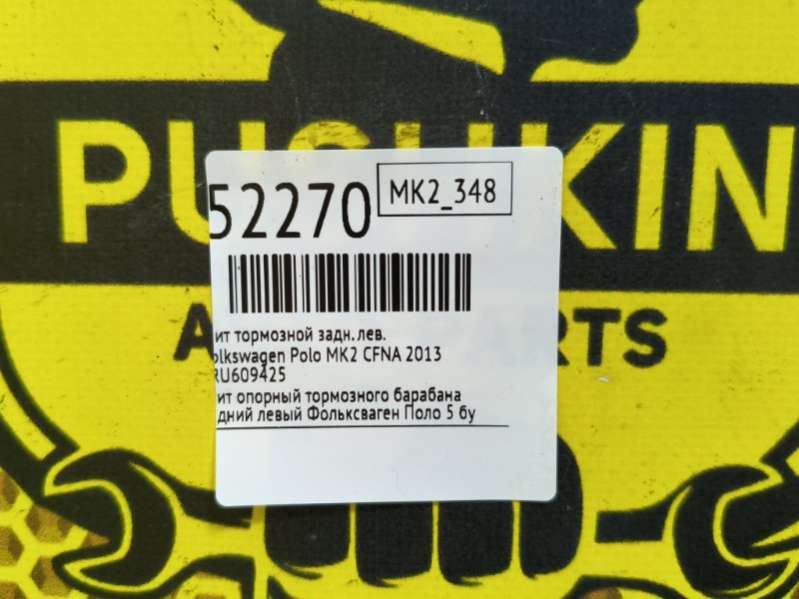 PUSHKIN
52270
MK2_348
ит тормозной задн.лев.
olkswagen Polo MK2 CFNA 2013
RU609425
ит опорный тормозного барабана
дний левый Фольксваген Поло 5 бу
RTS